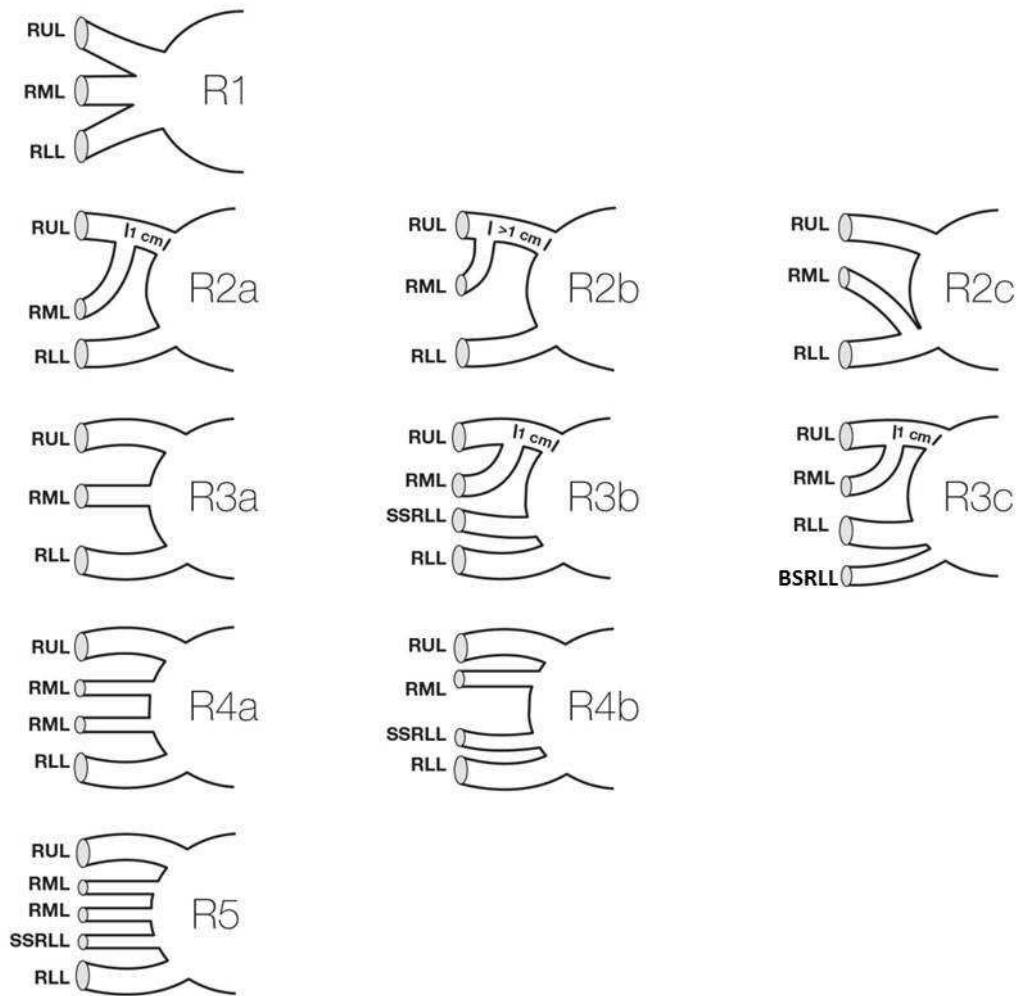 RUL
RML
RLL
R1
RUL
1 cm
RML
RLL
R2a
RUL
>1 cm
RML
RLL
R2b
RUL
RML
RLL
R2c
RUL
RML
RLL
R3a
RUL
1 cm
RML
SSRLL
RLL
R3b
RUL
1 cm
RML
RLL
BSRLL
R3c
RUL
RML
RML
RLL
R4a
RUL
RML
SSRLL
RLL
R4b
RUL
RML
RML
SSRLL
RLL
R5